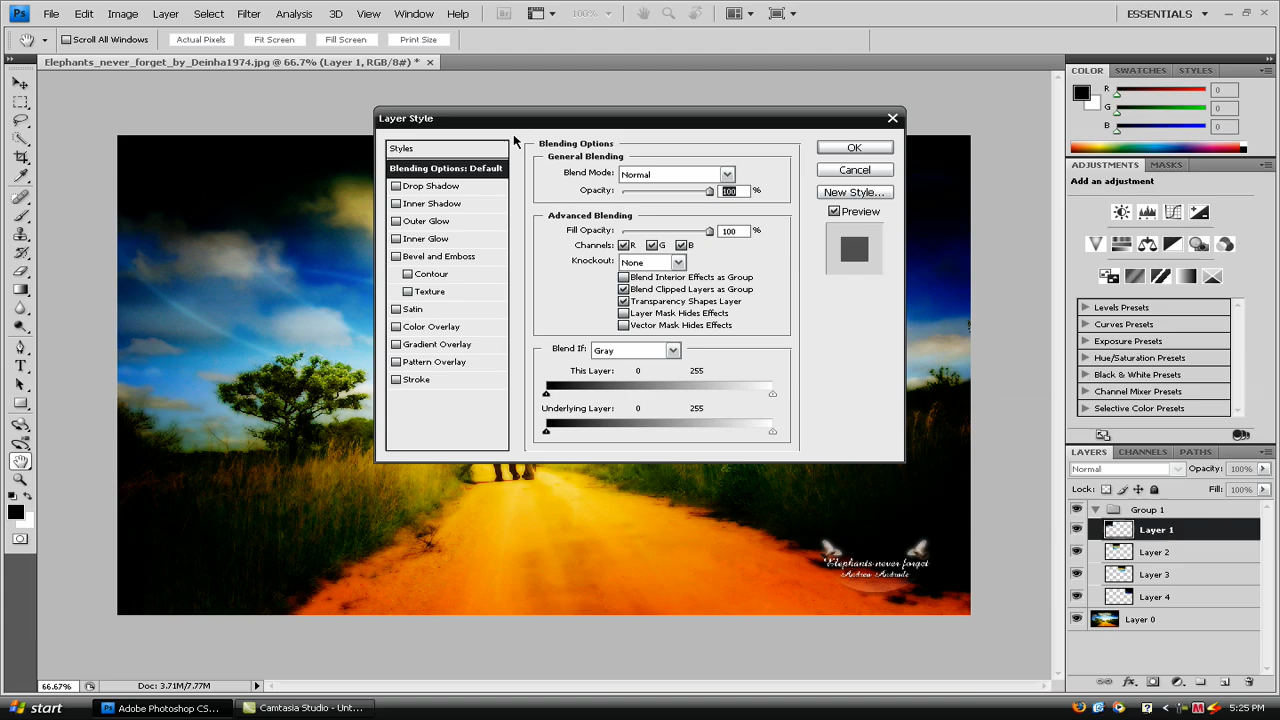 Ps File Edit Image Layer Select Filter Analysis 3D View Window Help Br 100% ESSENTIALS
Scroll All Windows Actual Pixels Fit Screen Fill Screen Print Size
Elephants_never_forget_by_Deinha1974.jpg @ 66.7% (Layer 1, RGB/8#) *
Layer Style
Styles
Blending Options: Default
Drop Shadow
Inner Shadow
Outer Glow
Inner Glow
Bevel and Emboss
Contour
Texture
Satin
Color Overlay
Gradient Overlay
Pattern Overlay
Stroke
Blending Options
General Blending
Blend Mode: Normal
Opacity: 100 %
Advanced Blending
Fill Opacity: 100 %
Channels: R G B
Knockout: None
Blend Interior Effects as Group
Blend Clipped Layers as Group
Transparency Shapes Layer
Layer Mask Hides Effects
Vector Mask Hides Effects
Blend If: Gray
This Layer: 0 255
Underlying Layer: 0 255
OK
Cancel
New Style...
Preview
COLOR SWATCHES STYLES
R 0
G 0
B 0
ADJUSTMENTS MASKS
Add an adjustment
Levels Presets
Curves Presets
Exposure Presets
Hue/Saturation Presets
Black & White Presets
Channel Mixer Presets
Selective Color Presets
LAYERS CHANNELS PATHS
Normal Opacity: 100%
Lock: Fill: 100%
Group 1
Layer 1
Layer 2
Layer 3
Layer 4
Layer 0
Elephants never forget
Andrea Andrade
66.67% Doc: 3.71M/7.77M
start Ps Adobe Photoshop CS... Camtasia Studio - Unt... 5:25 PM